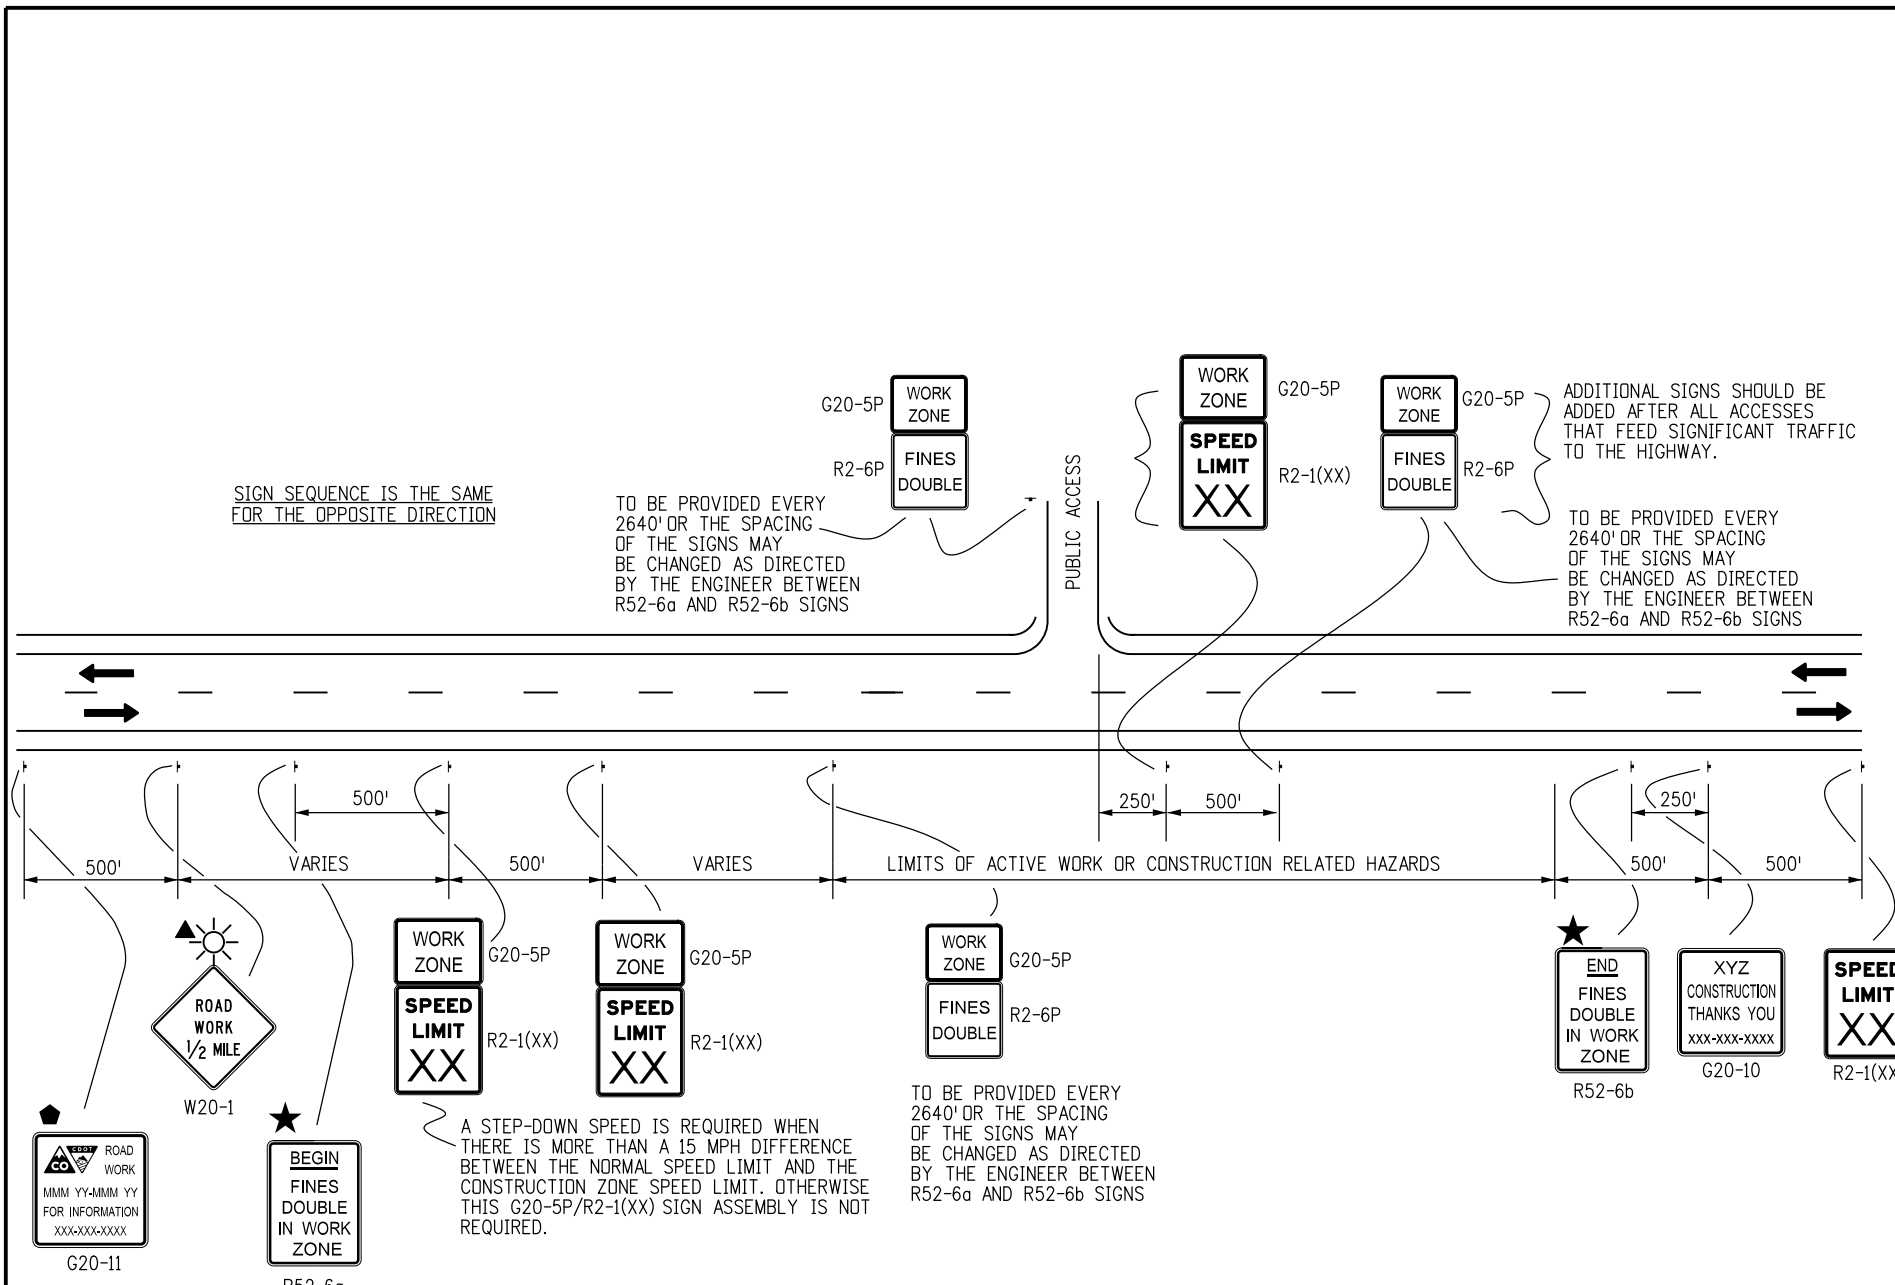 SIGN SEQUENCE IS THE SAME
FOR THE OPPOSITE DIRECTION
G20-5P
WORK
ZONE
R2-6P
FINES
DOUBLE
TO BE PROVIDED EVERY
2640' OR THE SPACING
OF THE SIGNS MAY
BE CHANGED AS DIRECTED
BY THE ENGINEER BETWEEN
R52-6a AND R52-6b SIGNS
PUBLIC ACCESS
WORK
ZONE
G20-5P
SPEED
LIMIT
XX
R2-1(XX)
WORK
ZONE
G20-5P
FINES
DOUBLE
R2-6P
ADDITIONAL SIGNS SHOULD BE
ADDED AFTER ALL ACCESSES
THAT FEED SIGNIFICANT TRAFFIC
TO THE HIGHWAY.
TO BE PROVIDED EVERY
2640' OR THE SPACING
OF THE SIGNS MAY
BE CHANGED AS DIRECTED
BY THE ENGINEER BETWEEN
R52-6a AND R52-6b SIGNS
500'
250'
500'
250'
500'
VARIES
500'
VARIES
LIMITS OF ACTIVE WORK OR CONSTRUCTION RELATED HAZARDS
500'
500'
ROAD
WORK
1/2 MILE
W20-1
WORK
ZONE
G20-5P
SPEED
LIMIT
XX
R2-1(XX)
WORK
ZONE
G20-5P
SPEED
LIMIT
XX
R2-1(XX)
WORK
ZONE
G20-5P
FINES
DOUBLE
R2-6P
END
FINES
DOUBLE
IN WORK
ZONE
R52-6b
XYZ
CONSTRUCTION
THANKS YOU
xxx-xxx-xxxx
G20-10
SPEED
LIMIT
XX
R2-1(XX
TO BE PROVIDED EVERY
2640' OR THE SPACING
OF THE SIGNS MAY
BE CHANGED AS DIRECTED
BY THE ENGINEER BETWEEN
R52-6a AND R52-6b SIGNS
A STEP-DOWN SPEED IS REQUIRED WHEN
THERE IS MORE THAN A 15 MPH DIFFERENCE
BETWEEN THE NORMAL SPEED LIMIT AND THE
CONSTRUCTION ZONE SPEED LIMIT. OTHERWISE
THIS G20-5P/R2-1(XX) SIGN ASSEMBLY IS NOT
REQUIRED.
CO
CDOT
ROAD
WORK
MMM YY-MMM YY
FOR INFORMATION
XXX-XXX-XXXX
G20-11
BEGIN
FINES
DOUBLE
IN WORK
ZONE
R52-6a